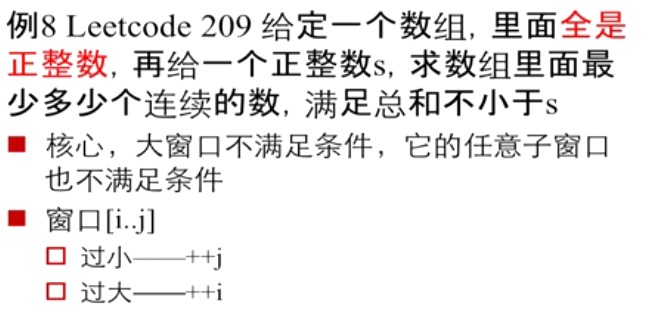 例8 Leetcode 209 给定一个数组, 里面全是
正整数, 再给一个正整数s, 求数组里面最
少多少个连续的数, 满足总和不小于s
■ 核心，大窗口不满足条件，它的任意子窗口
也不满足条件
■ 窗口[i..j]
□ 过小——++j
□ 过大——++i